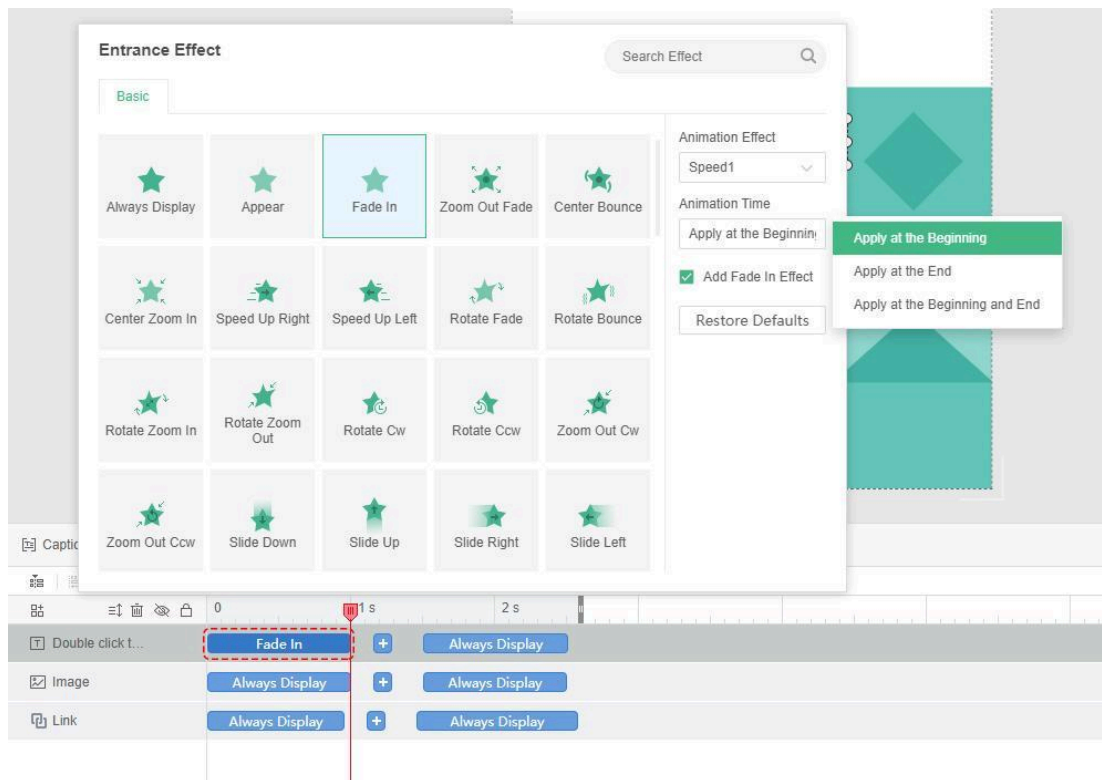 Entrance Effect
Search Effect
Basic
Always Display
Appear
Fade In
Zoom Out Fade
Center Bounce
Center Zoom In
Speed Up Right
Speed Up Left
Rotate Fade
Rotate Bounce
Rotate Zoom In
Rotate Zoom
Out
Rotate Cw
Rotate Ccw
Zoom Out Cw
Zoom Out Ccw
Slide Down
Slide Up
Slide Right
Slide Left
Animation Effect
Speed1
Animation Time
Apply at the Beginning
Add Fade In Effect
Restore Defaults
Apply at the Beginning
Apply at the End
Apply at the Beginning and End
Captic
0
1 s
2 s
Double click t...
Fade In
Always Display
Image
Always Display
Always Display
Link
Always Display
Always Display